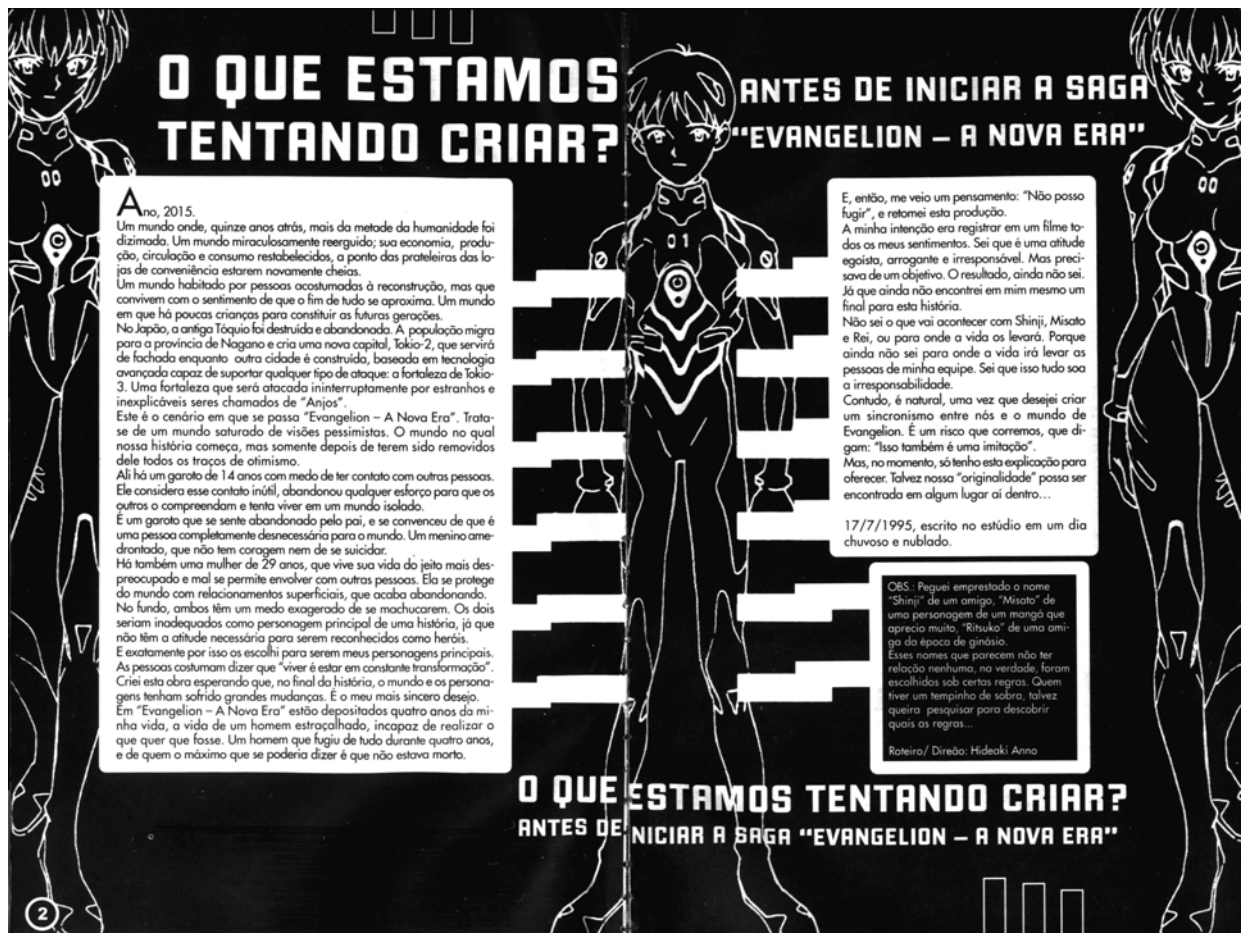 O QUE ESTAMOS
TENTANDO CRIAR?
ANTES DE INICIAR A SAGA
“EVANGELION – A NOVA ERA”
00
01
00
Ano, 2015.
Um mundo onde, quinze anos atrás, mais da metade da humanidade foi
dizimada. Um mundo miraculosamente reerguido; sua economia, produ-
ção, circulação e consumo restabelecidos, a ponto das prateleiras das lo-
jas de conveniência estarem novamente cheias.
Um mundo habitado por pessoas acostumadas à reconstrução, mas que
convivem com o sentimento de que o fim de tudo se aproxima. Um mundo
em que há poucas crianças para constituir as futuras gerações.
No Japão, a antiga Tóquio foi destruída e abandonada. A população migra
para a província de Nagano e cria uma nova capital, Tokio-2, que servirá
de fachada enquanto outra cidade é construída, baseada em tecnologia
avançada capaz de suportar qualquer tipo de ataque: a fortaleza de Tokio-
3. Uma fortaleza que será atacada ininterruptamente por estranhos e
inexplicáveis seres chamados de “Anjos”.
Este é o cenário em que se passa “Evangelion – A Nova Era”. Trata-
se de um mundo saturado de visões pessimistas. O mundo no qual
nossa história começa, mas somente depois de terem sido removidos
dele todos os traços de otimismo.
Ali há um garoto de 14 anos com medo de ter contato com outras pessoas.
Ele considera esse contato inútil, abandonou qualquer esforço para que os
outros o compreendam e tenta viver em um mundo isolado.
É um garoto que se sente abandonado pelo pai, e se convenceu de que é
uma pessoa completamente desnecessária para o mundo. Um menino ame-
drontado, que não tem coragem nem de se suicidar.
Há também uma mulher de 29 anos, que vive sua vida do jeito mais des-
preocupado e mal se permite envolver com outras pessoas. Ela se protege
do mundo com relacionamentos superficiais, que acaba abandonando.
No fundo, ambos têm um medo exagerado de se machucarem. Os dois
seriam inadequados como personagem principal de uma história, já que
não têm a atitude necessária para serem reconhecidos como heróis.
E exatamente por isso os escolhi para serem meus personagens principais.
As pessoas costumam dizer que “viver é estar em constante transformação”.
Criei esta obra esperando que, no final da história, o mundo e os persona-
gens tenham sofrido grandes mudanças. É o meu mais sincero desejo.
Em “Evangelion – A Nova Era” estão depositados quatro anos da mi-
nha vida, a vida de um homem estraçalhado, incapaz de realizar o
que quer que fosse. Um homem que fugiu de tudo durante quatro anos,
e de quem o máximo que se poderia dizer é que não estava morto.
E, então, me veio um pensamento: “Não posso
fugir”, e retomei esta produção.
A minha intenção era registrar em um filme to-
dos os meus sentimentos. Sei que é uma atitude
egoísta, arrogante e irresponsável. Mas preci-
sava de um objetivo. O resultado, ainda não sei.
Já que ainda não encontrei em mim mesmo um
final para esta história.
Não sei o que vai acontecer com Shinji, Misato
e Rei, ou para onde a vida os levará. Porque
ainda não sei para onde a vida irá levar as
pessoas de minha equipe. Sei que isso tudo soa
a irresponsabilidade.
Contudo, é natural, uma vez que desejei criar
um sincronismo entre nós e o mundo de
Evangelion. É um risco que corremos, que di-
gam: “Isso também é uma imitação”.
Mas, no momento, só tenho esta explicação para
oferecer. Talvez nossa “originalidade” possa ser
encontrada em algum lugar aí dentro...
17/7/1995, escrito no estúdio em um dia
chuvoso e nublado.
OBS.: Peguei emprestado o nome
“Shinji” de um amigo, “Misato” de
uma personagem de um mangá que
aprecio muito, “Ritsuko” de uma ami-
ga da época de ginásio.
Esses nomes que parecem não ter
relação nenhuma, na verdade, foram
escolhidos sob certas regras. Quem
tiver um tempinho de sobra, talvez
queira pesquisar para descobrir
quais as regras...
Roteiro/ Direão: Hideaki Anno
O QUE ESTAMOS TENTANDO CRIAR?
ANTES DE INICIAR A SAGA “EVANGELION – A NOVA ERA”
2